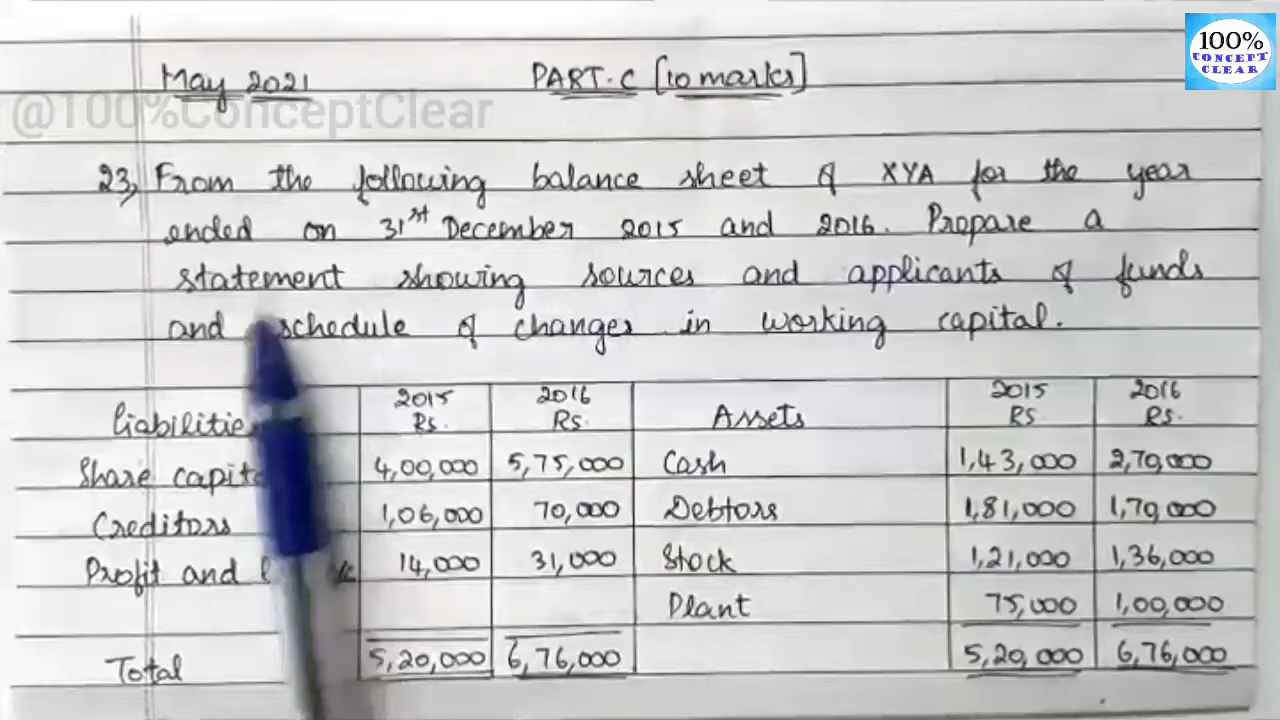 100%
CONCEPT
CLEAR
May 2021 PART-C [10 marks]
@100%ConceptClear
23, From the following balance sheet of XYA for the year
ended on 31st December 2015 and 2016. Prepare a
statement showing sources and applicants of funds
and schedule of changes in working capital.
Liabilitie 2015 Rs. 2016 Rs. Assets 2015 Rs 2016 Rs.
Share capita 4,00,000 5,75,000 Cash 1,43,000 2,70,000
Creditors 1,06,000 70,000 Debtors 1,81,000 1,70,000
Profit and 14,000 31,000 Stock 1,21,000 1,36,000
Plant 75,000 1,00,000
Total 5,20,000 6,76,000 5,20,000 6,76,000